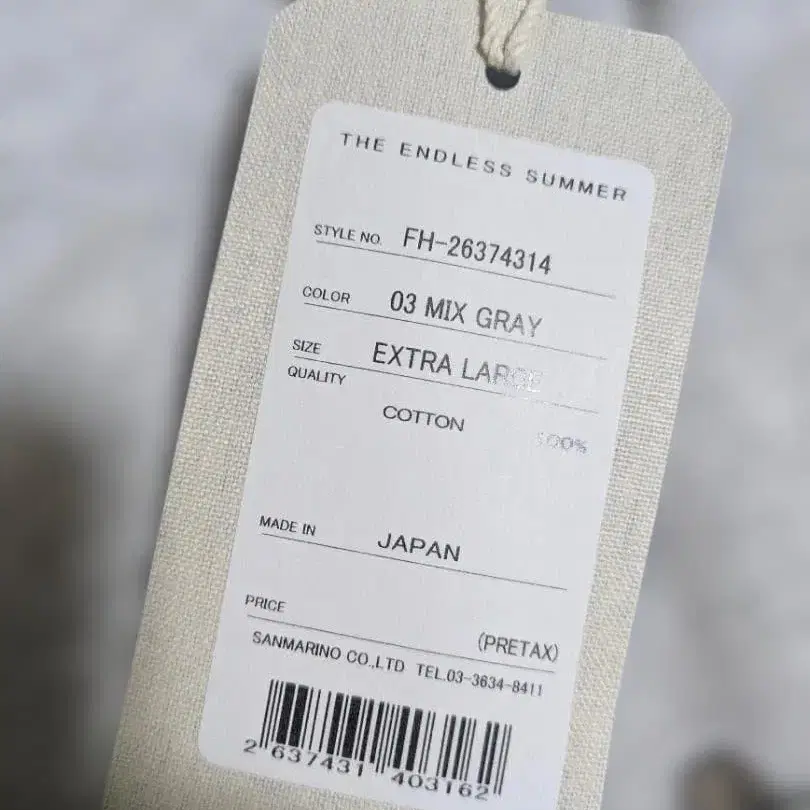 THE ENDLESS SUMMER
STYLE NO. FH-26374314
COLOR 03 MIX GRAY
SIZE EXTRA LARGE
QUALITY
COTTON 100%
MADE IN JAPAN
PRICE
(PRETAX)
SANMARINO CO.,LTD TEL.03-3634-8411
2 637431 403162